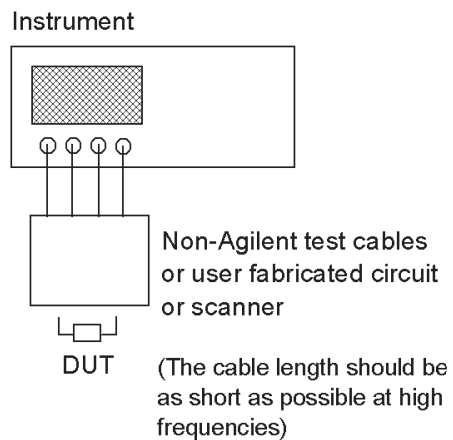 Instrument
Non-Agilent test cables
or user fabricated circuit
or scanner
DUT
(The cable length should be
as short as possible at high
frequencies)